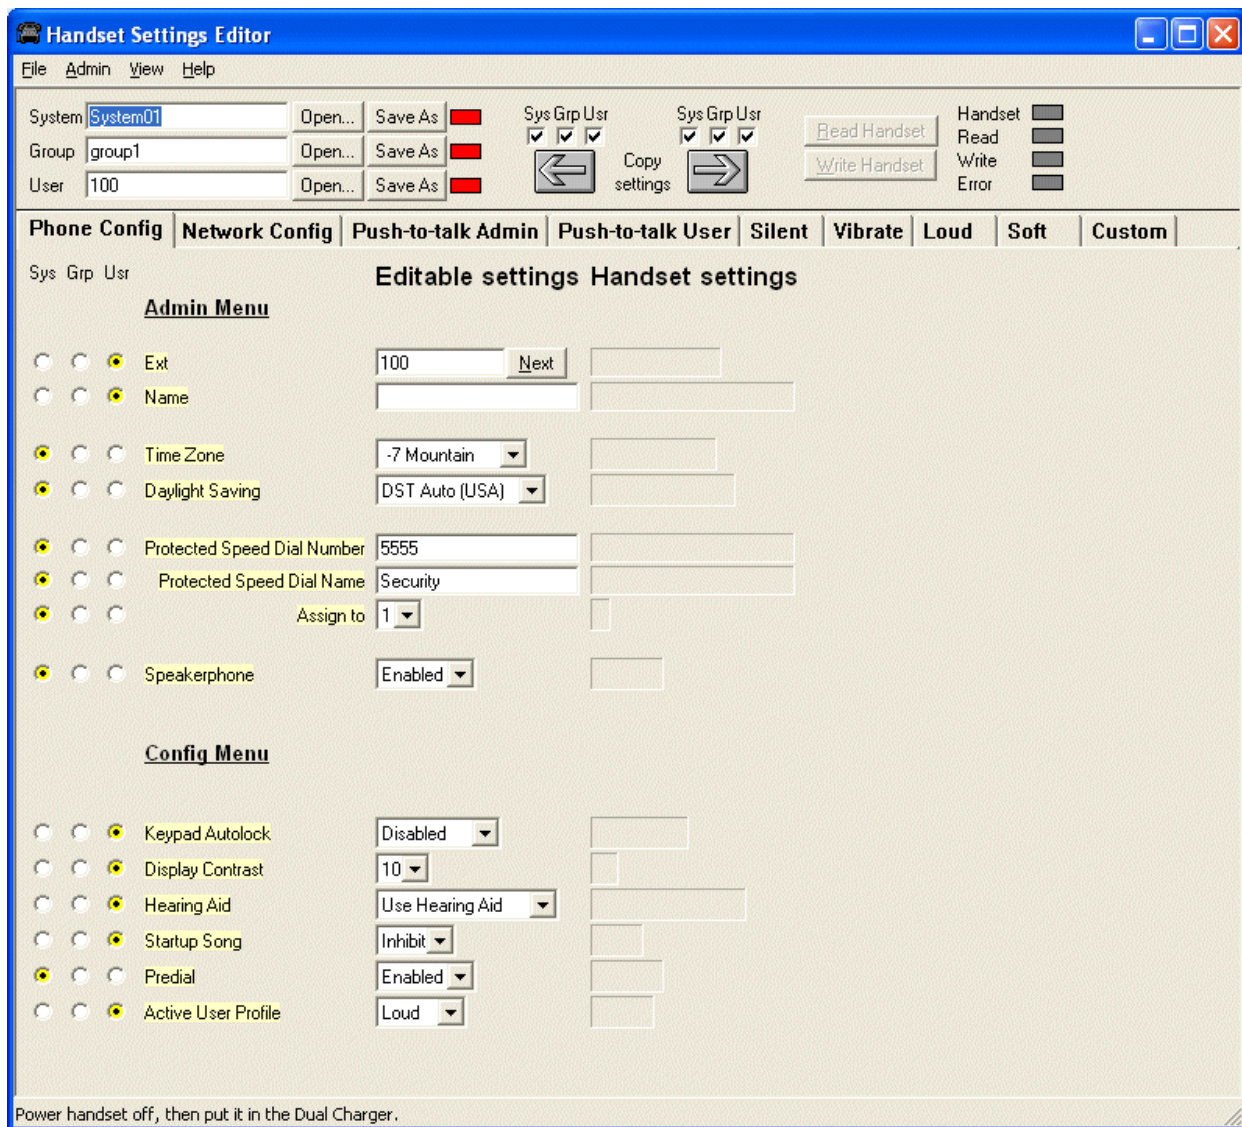 Handset Settings Editor
File Admin View Help
System System01 Open... Save As Sys Grp Usr Sys Grp Usr Read Handset Handset
Group group1 Open... Save As Copy settings Write Handset Read
User 100 Open... Save As Write
Error
Phone Config Network Config Push-to-talk Admin Push-to-talk User Silent Vibrate Loud Soft Custom
Sys Grp Usr Editable settings Handset settings
Admin Menu
Ext 100 Next
Name
Time Zone -7 Mountain
Daylight Saving DST Auto (USA)
Protected Speed Dial Number 5555
Protected Speed Dial Name Security
Assign to 1
Speakerphone Enabled
Config Menu
Keypad Autolock Disabled
Display Contrast 10
Hearing Aid Use Hearing Aid
Startup Song Inhibit
Predial Enabled
Active User Profile Loud
Power handset off, then put it in the Dual Charger.